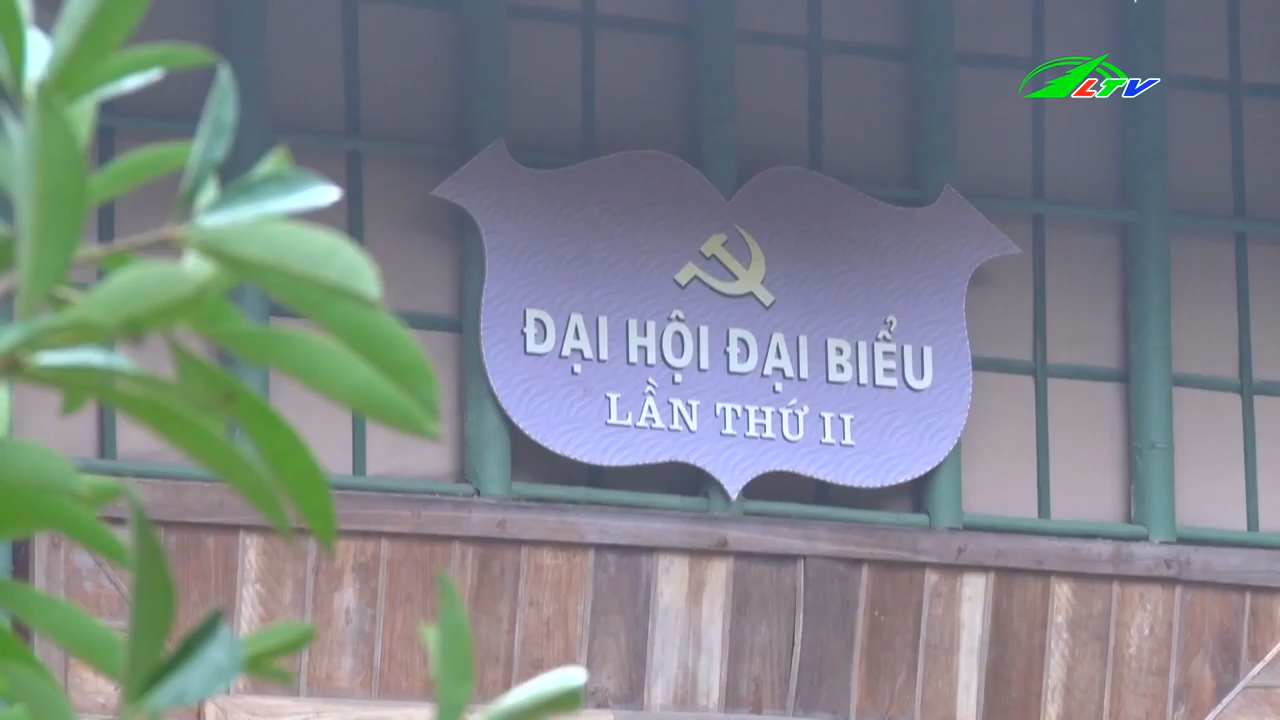 LTV
ĐẠI HỘI ĐẠI BIỂU
LẦN THỨ II